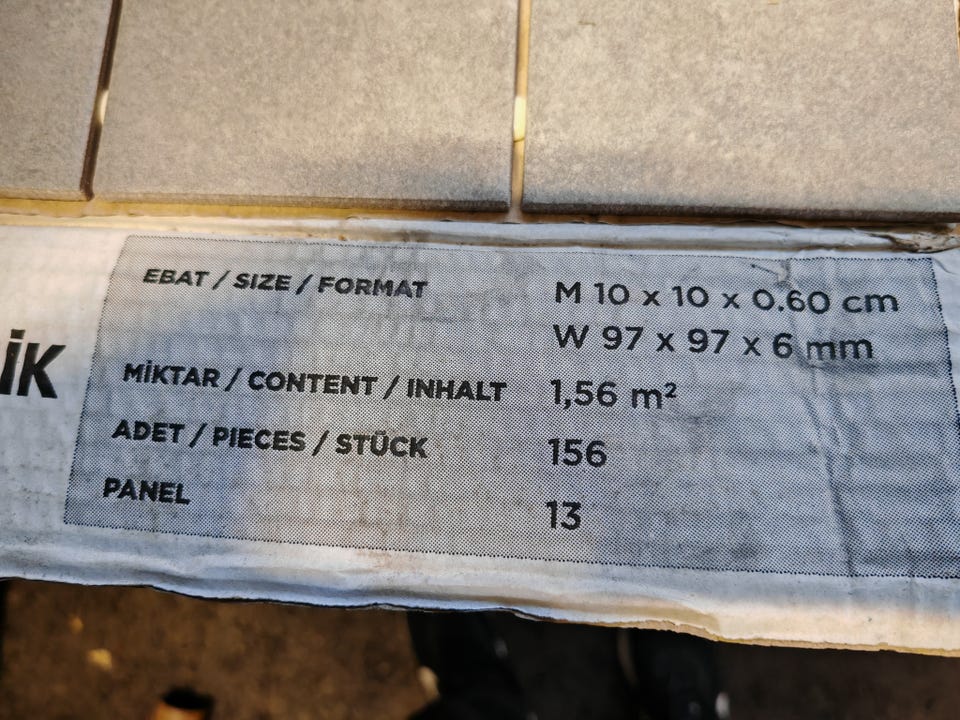 İK
EBAT / SIZE / FORMAT M 10 x 10 x 0.60 cm
W 97 x 97 x 6 mm
MİKTAR / CONTENT / INHALT 1,56 m²
ADET / PIECES / STÜCK 156
PANEL 13